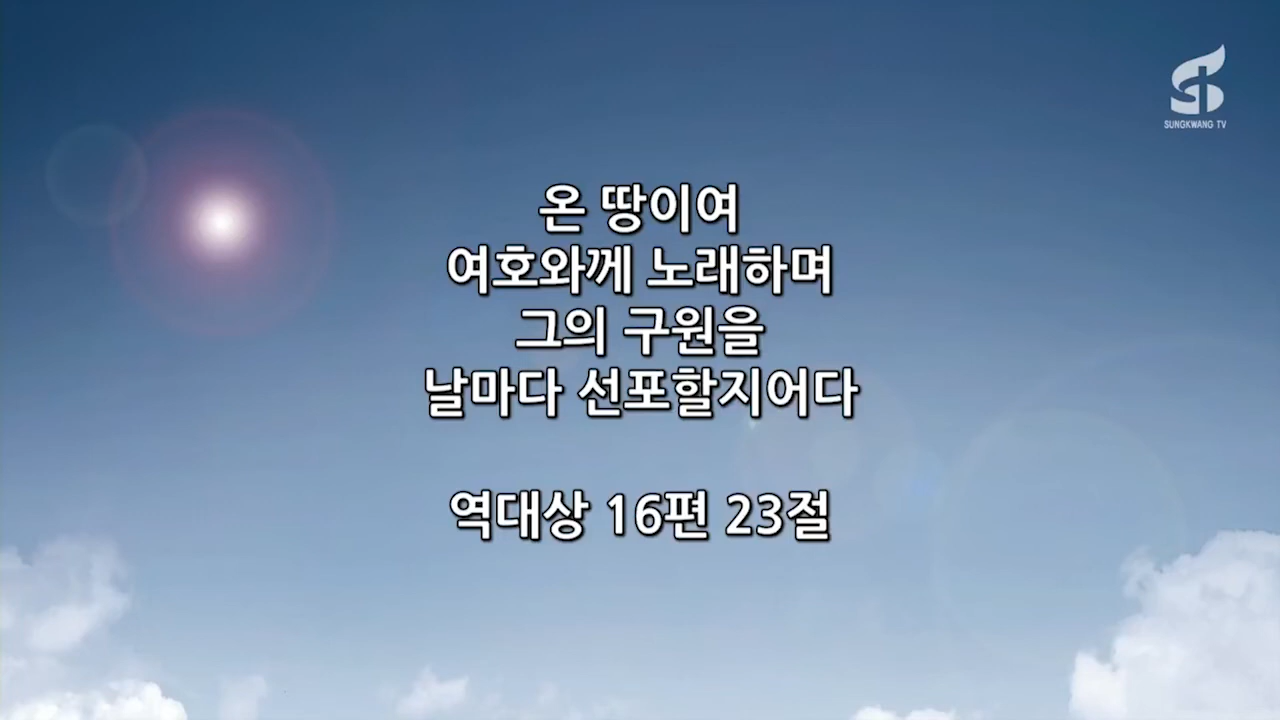 SUNGKWANG TV
온 땅이여
여호와께 노래하며
그의 구원을
날마다 선포할지어다
역대상 16편 23절